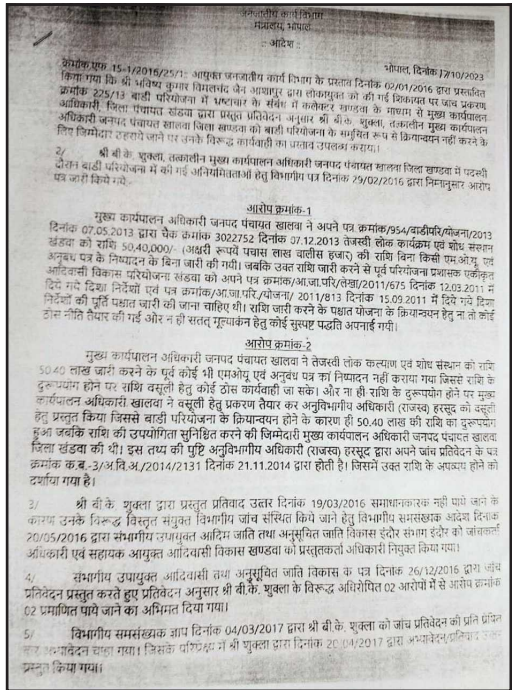 जनजातीय कार्य विभाग
मंत्रालय, भोपाल
:: आदेश ::
भोपाल, दिनांक 17/10/2023
क्रमांक एफ 15-1/2016/25/1:: आयुक्त जनजातीय कार्य विभाग के प्रस्ताव दिनांक 02/01/2016 द्वारा प्रस्तावित
किया गया कि श्री भविष्य कुमार विमलचन्द जैन आशापुर द्वारा लोकायुक्त को की गई शिकायत पर जांच प्रकरण
क्रमांक 225/13 बाडी परियोजना में भ्रष्टाचार के संबंध में कलेक्टर खण्डवा के माध्यम से मुख्य कार्यपालन
अधिकारी, जिला पंचायत खंडवा द्वारा प्रस्तुत प्रतिवेदन अनुसार श्री बी.के. शुक्ला, तत्कालीन मुख्य कार्यपालन
अधिकारी जनपद पंचायत खालवा जिला खण्डवा को बाडी परियोजना के समुचित रूप से क्रियान्वयन नहीं करने के
लिए जिम्मेदार ठहराये जाने पर उनके विरूद्ध कार्यवाही का प्रस्ताव उपलब्ध कराया।
2/ श्री बी.के. शुक्ला, तत्कालीन मुख्य कार्यपालन अधिकारी जनपद पंचायत खालवा जिला खण्डवा में पदस्थी
दौरान बाडी परियोजना में की गई अनियमितताओं हेतु विभागीय पत्र दिनांक 29/02/2016 द्वारा निम्नानुसार आरोप
पत्र जारी किये गये -
आरोप क्रमांक-1
मुख्य कार्यपालन अधिकारी जनपद पंचायत खालवा ने अपने पत्र क्रमांक/954/बाडीपरि/योजना/2013
दिनांक 07.05.2013 द्वारा चैक क्रमांक 3022752 दिनांक 07.12.2013 तेजस्वी लोक कार्यक्रम एवं शोध संस्थान
खंडवा को राशि 50,40,000/- (अक्षरी रूपये पचास लाख चालीस हजार) की राशि बिना किसी एम.ओ.यू. एवं
अनुबंध पत्र के निष्पादन के बिना जारी की गयी। जबकि उक्त राशि जारी करने से पूर्व परियोजना प्रशासक एकीकृत
आदिवासी विकास परियोजना खंडवा को अपने पत्र क्रमांक/आ.जा.परि/लेखा/2011/675 दिनांक 12.03.2011 में
दिये गये दिशा निर्देशों एवं पत्र क्रमांक/आ.जा.परि./योजना/ 2011/813 दिनांक 15.09.2011 में दिये गये दिशा
निर्देशों की पूर्ति पश्चात जारी की जाना चाहिए थी। राशि जारी करने के पश्चात योजना के क्रियान्वयन हेतु ना तो कोई
ठोस नीति तैयार की गई और न ही सतत् मूल्यांकन हेतु कोई सुस्पष्ट पद्धति अपनाई गयी।
आरोप क्रमांक-2
मुख्य कार्यपालन अधिकारी जनपद पंचायत खालवा ने तेजस्वी लोक कल्याण एवं शोध संस्थान को राशि
50.40 लाख जारी करने के पूर्व कोई भी एमओयू एवं अनुबंध पत्र का निष्पादन नहीं कराया गया जिससे राशि के
दुरूपयोग होने पर राशि वसूली हेतु कोई ठोस कार्यवाही जा सके। और ना ही राशि के दुरूपयोग होने पर मुख्य
कार्यपालन अधिकारी खालवा ने वसूली हेतु प्रकरण तैयार कर अनुविभागीय अधिकारी (राजस्व) हरसूद को वसूली
हेतु प्रस्तुत किया जिससे बाडी परियोजना के क्रियान्वयन होने के कारण ही 50.40 लाख की राशि का दुरूपयोग
हुआ जबकि राशि की उपयोगिता सुनिश्चित करने की जिम्मेदारी मुख्य कार्यपालन अधिकारी जनपद पंचायत खालवा
जिला खंडवा की थी। इस तथ्य की पुष्टि अनुविभागीय अधिकारी (राजस्व) हरसूद द्वारा अपने जांच प्रतिवेदन के पत्र
क्रमांक क.ब.-3/अ.वि.अ./2014/2131 दिनांक 21.11.2014 द्वारा होती है। जिसमें उक्त राशि के अपव्यय होने को
दर्शाया गया है।
3/ श्री बी.के. शुक्ला द्वारा प्रस्तुत प्रतिवाद उत्तर दिनांक 19/03/2016 समाधानकारक नही पाये जाने के
कारण उनके विरूद्ध विस्तृत संयुक्त विभागीय जांच संस्थित किये जाने हेतु विभागीय समसंख्यक आदेश दिनांक
20/05/2016 द्वारा संभागीय उपायुक्त आदिम जाति तथा अनुसूचित जाति विकास इंदौर संभाग इंदौर को जांचकर्ता
अधिकारी एवं सहायक आयुक्त आदिवासी विकास खण्डवा को प्रस्तुतकर्ता अधिकारी नियुक्त किया गया।
4/ संभागीय उपायुक्त आदिवासी तथा अनुसूचित जाति विकास के पत्र दिनांक 26/12/2016 द्वारा जांच
प्रतिवेदन प्रस्तुत करते हुए प्रतिवेदन अनुसार श्री बी.के. शुक्ला के विरूद्ध अधिरोपित 02 आरोपों में से आरोप क्रमांक
02 प्रमाणित पाये जाने का अभिमत दिया गया।
5/ विभागीय समसंख्यक ज्ञाप दिनांक 04/03/2017 द्वारा श्री बी.के. शुक्ला को जांच प्रतिवेदन की प्रति प्रेषित
कर अभ्यावेदन चाहा गया। जिसके परिप्रेक्ष्य में श्री शुक्ला द्वारा दिनांक 20/04/2017 द्वारा अभ्यावेदन/प्रतिवाद उत्तर
प्रस्तुत किया गया।